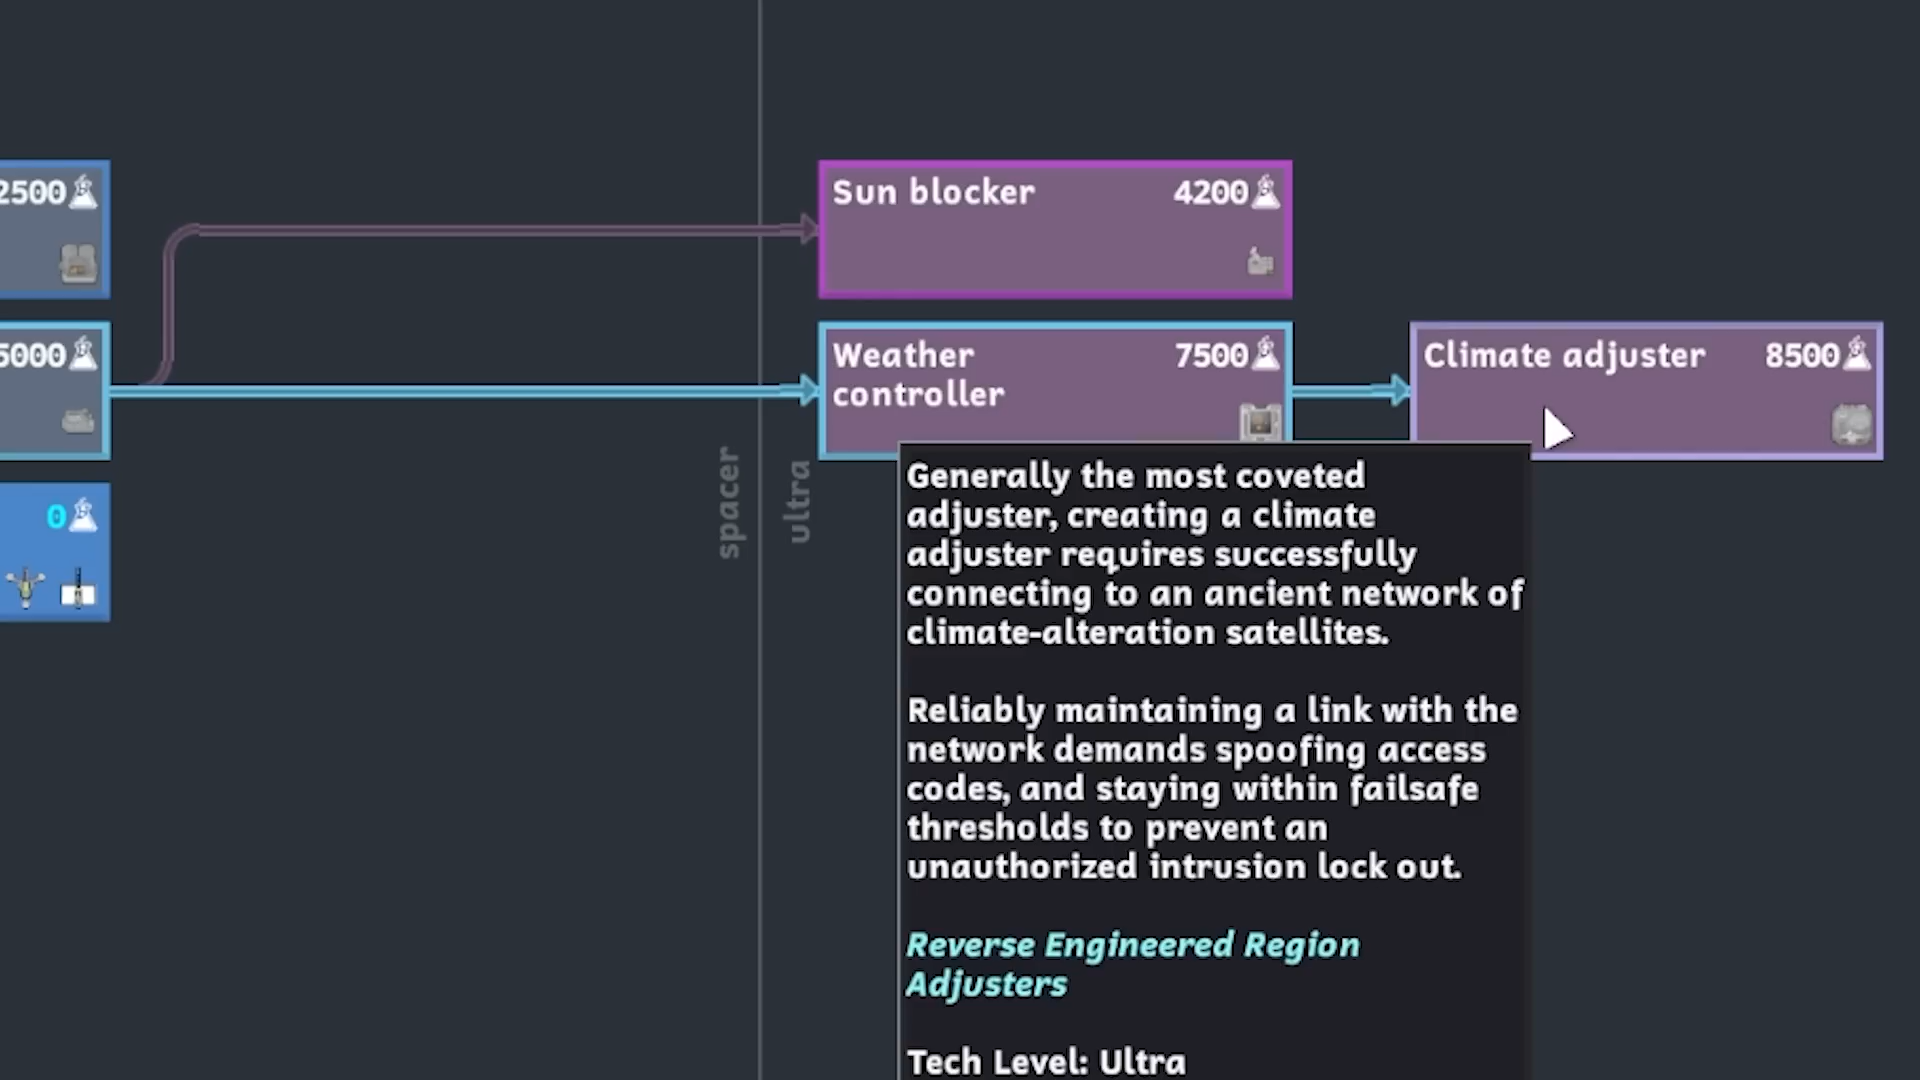 2500
Sun blocker 4200
5000
Weather controller 7500
Climate adjuster 8500
0
spacer
ultra
Generally the most coveted
adjuster, creating a climate
adjuster requires successfully
connecting to an ancient network of
climate-alteration satellites.
Reliably maintaining a link with the
network demands spoofing access
codes, and staying within failsafe
thresholds to prevent an
unauthorized intrusion lock out.
Reverse Engineered Region
Adjusters
Tech Level: Ultra